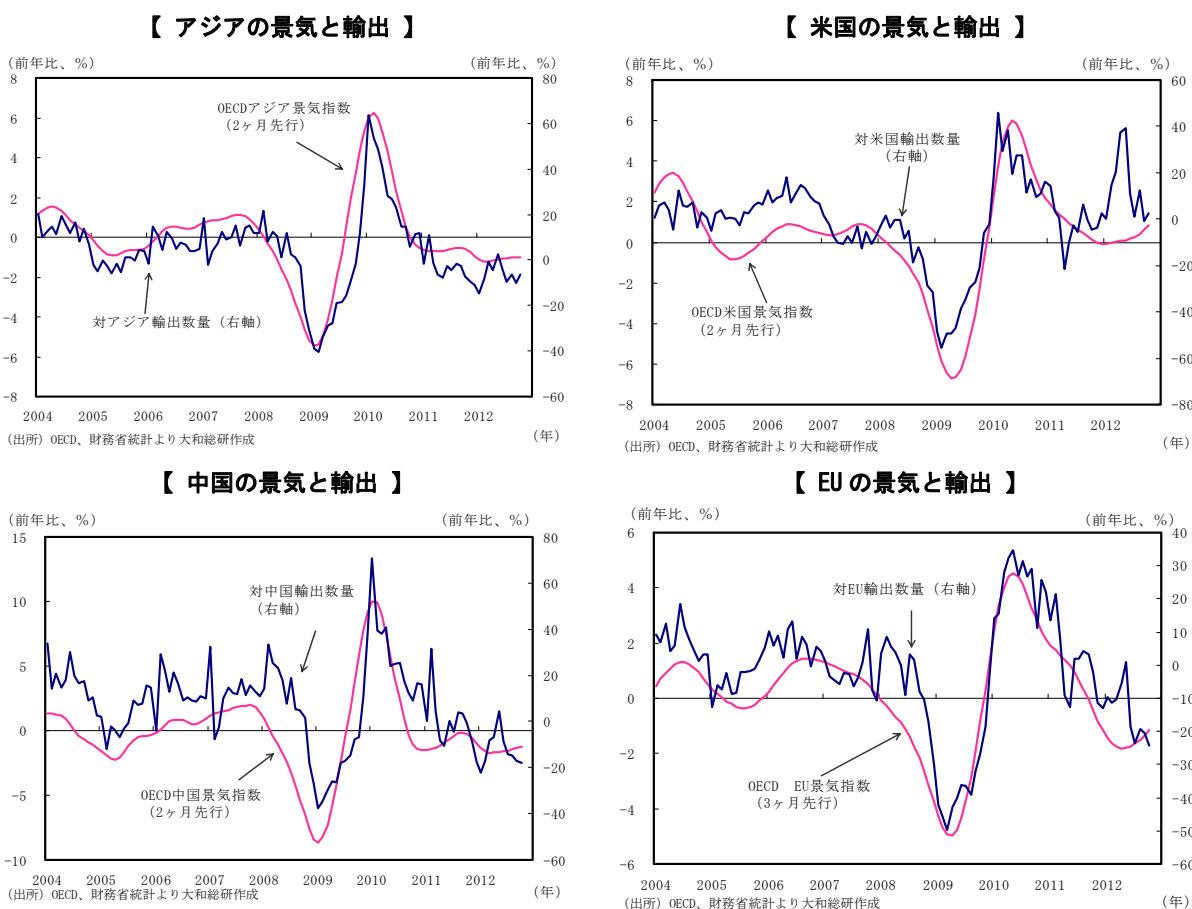 【 アジアの景気と輸出 】
(前年比、%)
(前年比、%)
8
6
4
2
0
−2
−4
−6
−8
80
60
40
20
0
−20
−40
−60
OECDアジア景気指数
(2ヶ月先行)
対アジア輸出数量(右軸)
2004 2005 2006 2007 2008 2009 2010 2011 2012
(年)
(出所) OECD、財務省統計より大和総研作成
【 米国の景気と輸出 】
(前年比、%)
(前年比、%)
8
6
4
2
0
−2
−4
−6
−8
60
40
20
0
−20
−40
−60
−80
対米国輸出数量
(右軸)
OECD米国景気指数
(2ヶ月先行)
2004 2005 2006 2007 2008 2009 2010 2011 2012
(年)
(出所) OECD、財務省統計より大和総研作成
【 中国の景気と輸出 】
(前年比、%)
(前年比、%)
15
10
5
0
−5
−10
80
60
40
20
0
−20
−40
−60
対中国輸出数量
(右軸)
OECD中国景気指数
(2ヶ月先行)
2004 2005 2006 2007 2008 2009 2010 2011 2012
(年)
(出所) OECD、財務省統計より大和総研作成
【 EUの景気と輸出 】
(前年比、%)
(前年比、%)
6
4
2
0
−2
−4
−6
40
30
20
10
0
−10
−20
−30
−40
−50
−60
対EU輸出数量(右軸)
OECD EU景気指数
(3ヶ月先行)
2004 2005 2006 2007 2008 2009 2010 2011 2012
(年)
(出所) OECD、財務省統計より大和総研作成